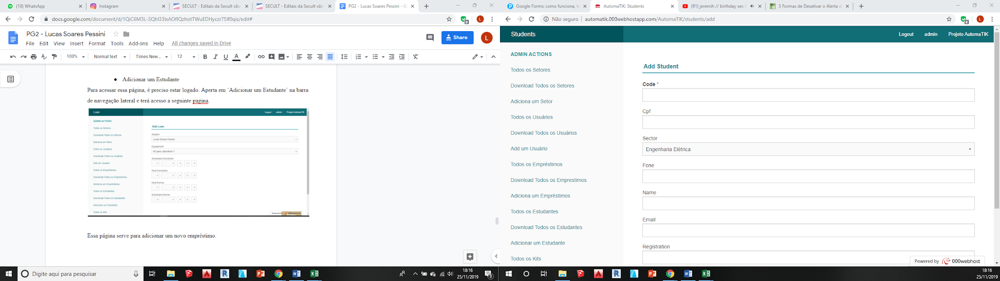 (10) WhatsApp
Instagram
SECULT - Editais da Secult vão
SECULT - Editais da Secult vão
PG2 - Lucas Soares Pessini - G
docs.google.com/document/d/1QiC6M3L-SQhI33IxAOfIQzhotTWuEDHyczr75If0qis/edit#
PG2 - Lucas Soares Pessini
File Edit View Insert Format Tools Add-ons Help All changes saved in Drive
Share
L
100% Normal text Times New... 12
Adicionar um Estudante
Para acessar essa página, é preciso estar logado. Aperta em ‘Adicionar um Estudante’ na barra
de navegação lateral e terá acesso a seguinte pagina.
Loan
Logout admin Projeto AutomaTIK
ADMIN ACTIONS
Todos os Setores
Download Todos os Setores
Adiciona um Setor
Todos os Usuários
Download Todos os Usuários
Add um Usuário
Todos os Empréstimos
Download Todos os Emprestimos
Adiciona um Empréstimos
Todos os Estudantes
Download Todos os Estudantes
Adicionar um Estudante
Todos os Kits
Add Loan
Student
Lucas Soares Pessini
Equipament
Kit para Laboratório 1
Scheduled Devolution
Real Devolution
Real Borrow
Scheduled Borrow
Powered by 000webhost
Essa página serve para adicionar um novo empréstimo.
Digite aqui para pesquisar
18:16
25/11/2019
3
Google Forms: como funciona, te
AutomaTIK: Students
(91) jeremih // birthday sex [
3 Formas de Desativar o Alerta d
Não seguro
automatik.000webhostapp.com/AutomaTIK/students/add
Students
Logout admin Projeto AutomaTIK
ADMIN ACTIONS
Todos os Setores
Download Todos os Setores
Adiciona um Setor
Todos os Usuários
Download Todos os Usuários
Add um Usuário
Todos os Empréstimos
Download Todos os Emprestimos
Adiciona um Empréstimos
Todos os Estudantes
Download Todos os Estudantes
Adicionar um Estudante
Todos os Kits
Add Student
Code *
Cpf
Sector
Engenharia Elétrica
Fone
Name
Email
Registration
Powered by 000webhost
18:16
25/11/2019